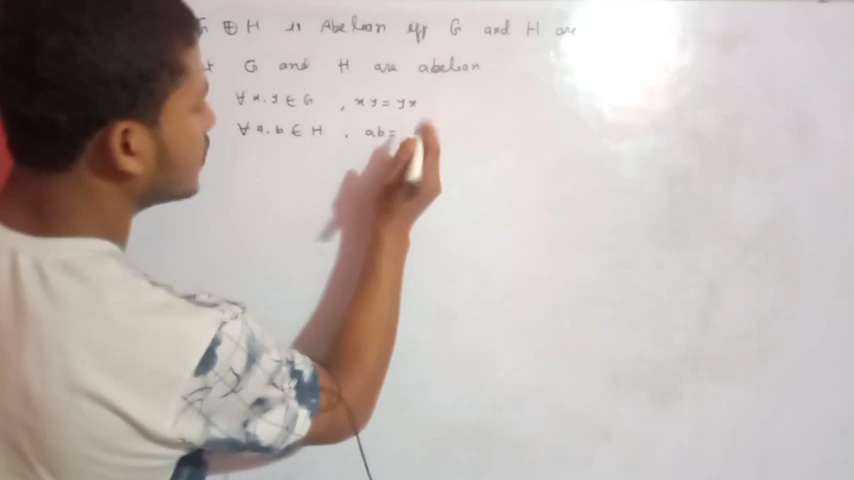 G ⊕ H is Abelian iff G and H are
G and H are abelian
∀ x, y ∈ G , xy = yx
∀ a, b ∈ H , ab =